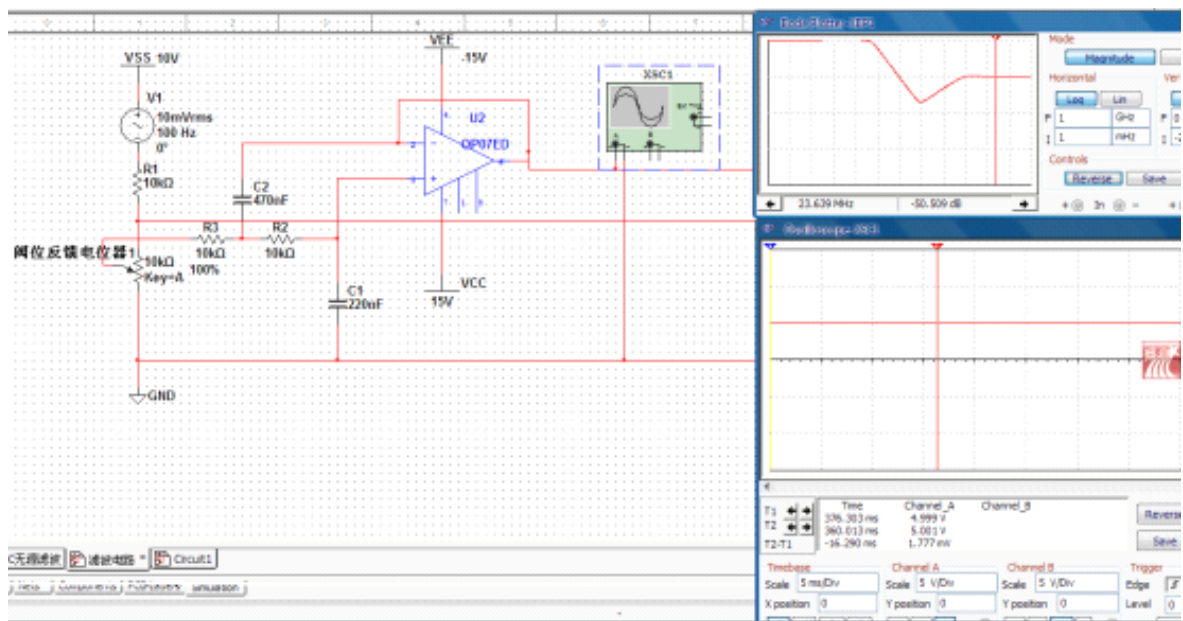 VSS 10V
V1
10mVrms
100 Hz
0°
R1
10kΩ
阀位反馈电位器1
10kΩ
Key=A
100%
R3
10kΩ
R2
10kΩ
C2
470nF
C1
220nF
GND
VEE
-15V
U2
OP07ED
VCC
15V
XSC1
滤波电路 *
Circuit1
Mode
Magnitude
Horizontal
Log
Lin
F 1
GHz
I 1
mHz
Controls
Reverse
Save
23.639 MHz
-50.509 dB
+ In -
T1
T2
T2-T1
Time
Channel_A
Channel_B
376.303 ms
4.999 V
360.013 ms
5.001 V
-16.290 ms
1.777 mV
Reverse
Save
Timebase
Scale 5 ms/Div
X position 0
Channel A
Scale 5 V/Div
Y position 0
Channel B
Scale 5 V/Div
Y position 0
Trigger
Edge
Level 0